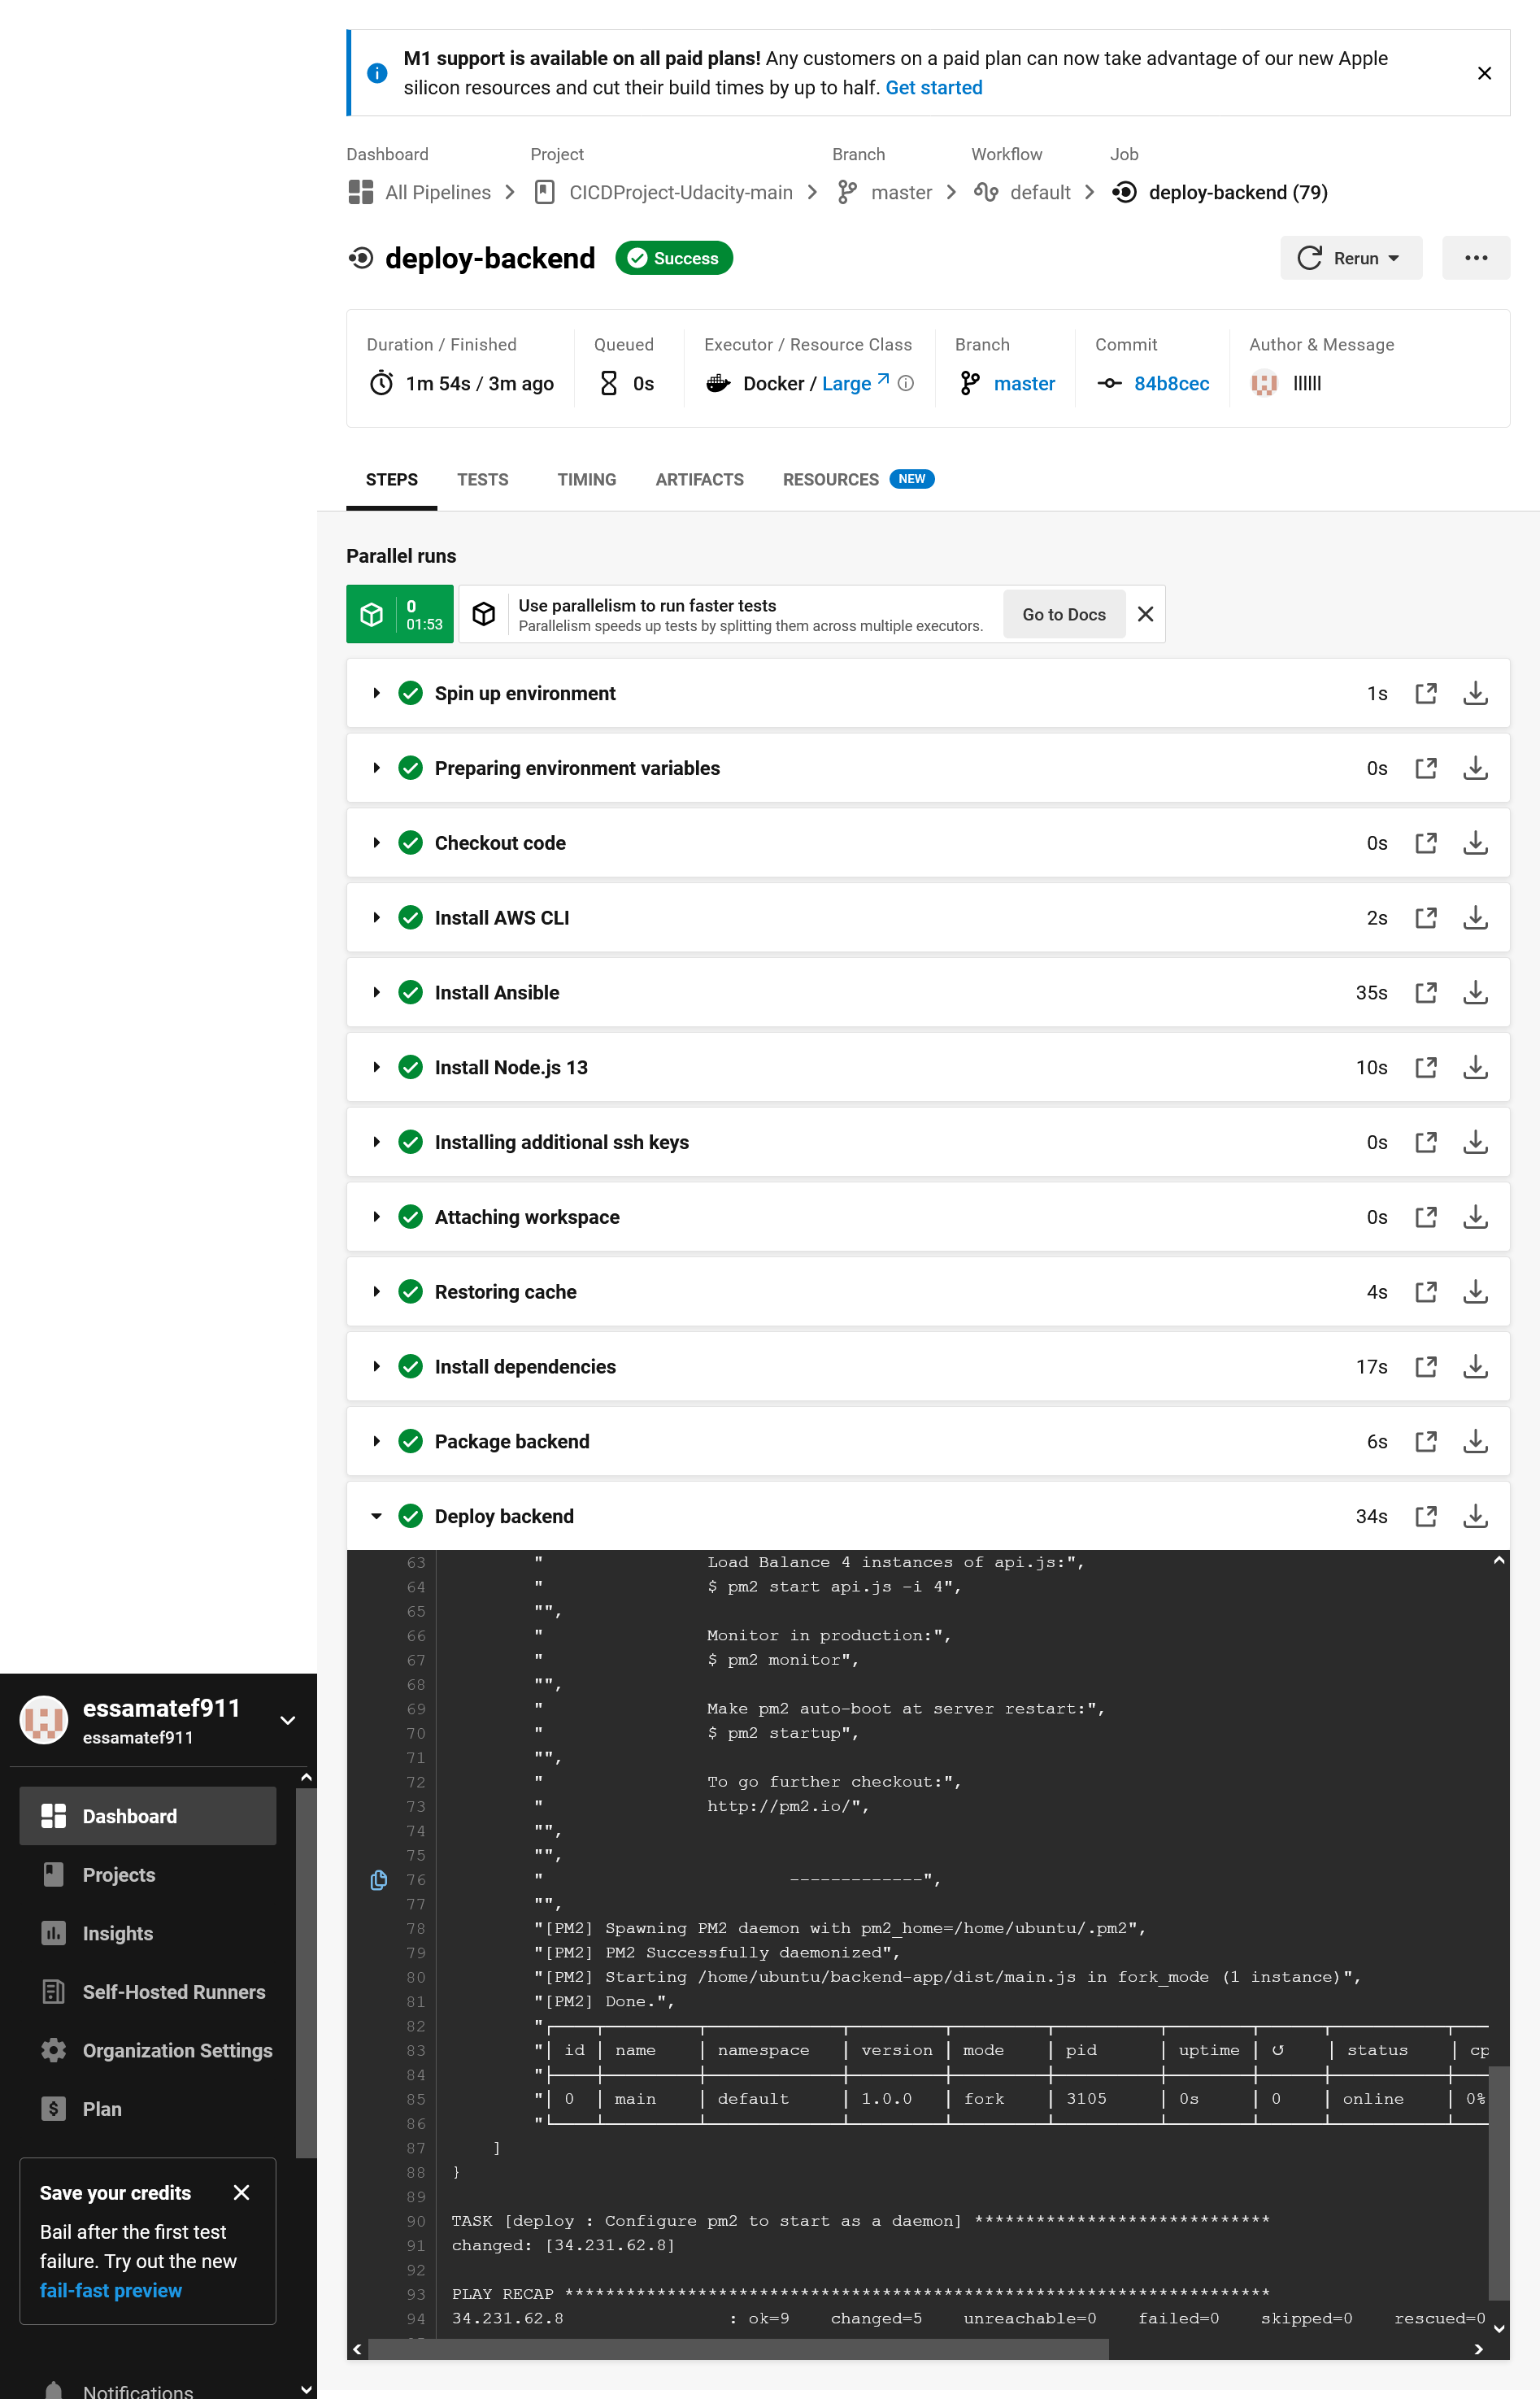 M1 support is available on all paid plans! Any customers on a paid plan can now take advantage of our new Apple
silicon resources and cut their build times by up to half. Get started
Dashboard Project Branch Workflow Job
All Pipelines CICDProject-Udacity-main master default deploy-backend (79)
deploy-backend Success Rerun
Duration / Finished Queued Executor / Resource Class Branch Commit Author & Message
1m 54s / 3m ago 0s Docker / Large master 84b8cec llllll
STEPS TESTS TIMING ARTIFACTS RESOURCES NEW
Parallel runs
0
01:53
Use parallelism to run faster tests
Parallelism speeds up tests by splitting them across multiple executors.
Go to Docs
Spin up environment 1s
Preparing environment variables 0s
Checkout code 0s
Install AWS CLI 2s
Install Ansible 35s
Install Node.js 13 10s
Installing additional ssh keys 0s
Attaching workspace 0s
Restoring cache 4s
Install dependencies 17s
Package backend 6s
Deploy backend 34s
63 " Load Balance 4 instances of api.js:",
64 " $ pm2 start api.js -i 4",
65 "",
66 " Monitor in production:",
67 " $ pm2 monitor",
68 "",
69 " Make pm2 auto-boot at server restart:",
70 " $ pm2 startup",
71 "",
72 " To go further checkout:",
73 " http://pm2.io/",
74 "",
75 "",
76 " -------------",
77 "",
78 "[PM2] Spawning PM2 daemon with pm2_home=/home/ubuntu/.pm2",
79 "[PM2] PM2 Successfully daemonized",
80 "[PM2] Starting /home/ubuntu/backend-app/dist/main.js in fork_mode (1 instance)",
81 "[PM2] Done.",
82 "┌────┬────────┬────────────┬────────┬────────┬────────┬────────┬────┬────────┬───
83 "│ id │ name │ namespace │ version │ mode │ pid │ uptime │ ↺ │ status │ cp
84 "├────┼────────┼────────────┼────────┼────────┼────────┼────────┼────┼────────┼───
85 "│ 0 │ main │ default │ 1.0.0 │ fork │ 3105 │ 0s │ 0 │ online │ 0%
86 "└────┴────────┴────────────┴────────┴────────┴────────┴────────┴────┴────────┴───
87 ]
88 }
89
90 TASK [deploy : Configure pm2 to start as a daemon] *****************************
91 changed: [34.231.62.8]
92
93 PLAY RECAP *********************************************************************
94 34.231.62.8 : ok=9 changed=5 unreachable=0 failed=0 skipped=0 rescued=0
essamatef911
essamatef911
Dashboard
Projects
Insights
Self-Hosted Runners
Organization Settings
Plan
Save your credits
Bail after the first test
failure. Try out the new
fail-fast preview
Notifications